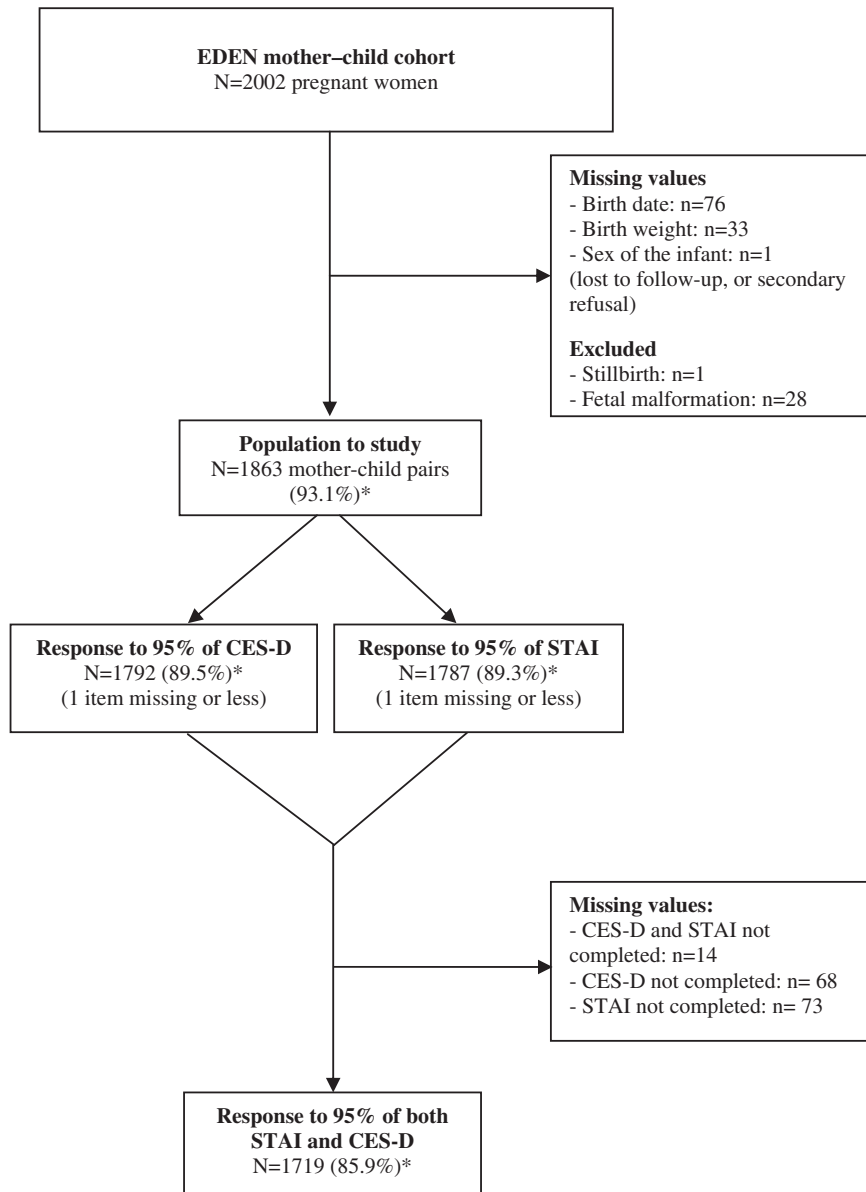 EDEN mother–child cohort
N=2002 pregnant women
Missing values
- Birth date: n=76
- Birth weight: n=33
- Sex of the infant: n=1
(lost to follow-up, or secondary
refusal)
Excluded
- Stillbirth: n=1
- Fetal malformation: n=28
Population to study
N=1863 mother-child pairs
(93.1%)*
Response to 95% of CES-D
N=1792 (89.5%)*
(1 item missing or less)
Response to 95% of STAI
N=1787 (89.3%)*
(1 item missing or less)
Missing values:
- CES-D and STAI not
completed: n=14
- CES-D not completed: n= 68
- STAI not completed: n= 73
Response to 95% of both
STAI and CES-D
N=1719 (85.9%)*